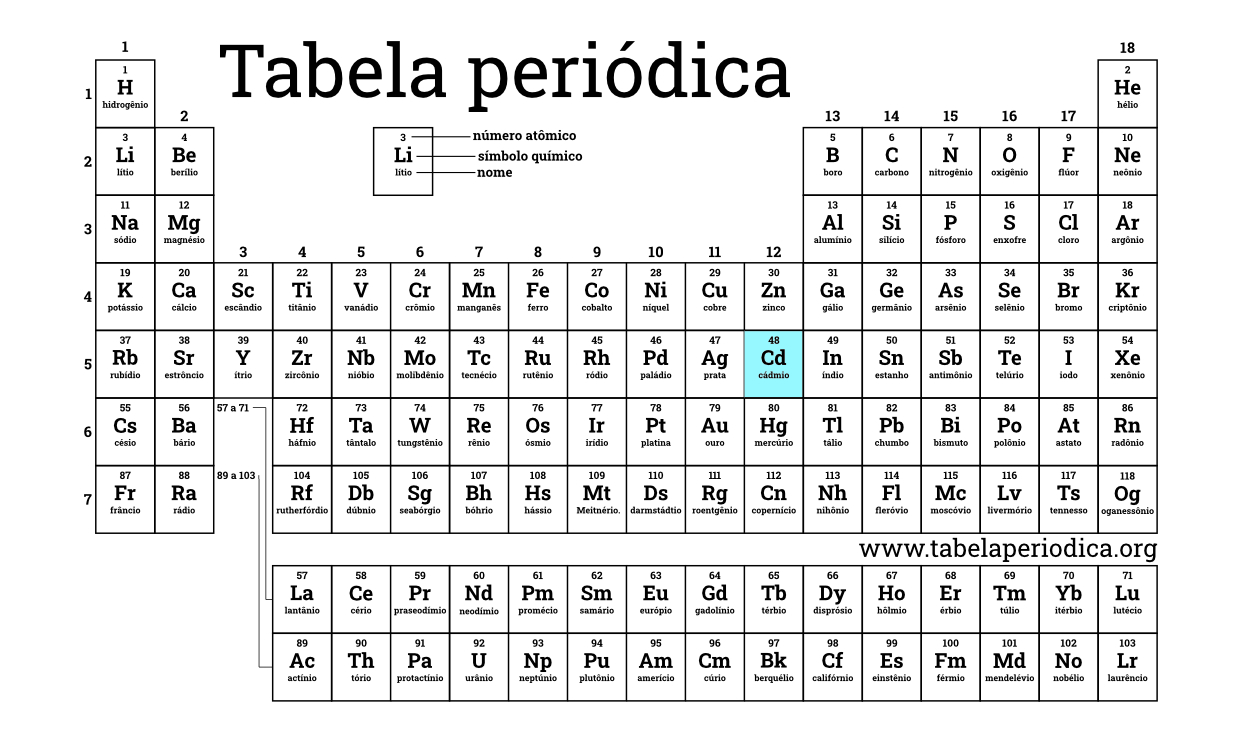 Tabela periódica
1 18
1 H hidrogênio 2 He hélio
1
2 13 14 15 16 17
3 Li lítio 4 Be berílio 5 B boro 6 C carbono 7 N nitrogênio 8 O oxigênio 9 F flúor 10 Ne neônio
2
3 Li lítio
número atômico
símbolo químico
nome
11 Na sódio 12 Mg magnésio 13 Al alumínio 14 Si silício 15 P fósforo 16 S enxofre 17 Cl cloro 18 Ar argônio
3
3 4 5 6 7 8 9 10 11 12
19 K potássio 20 Ca cálcio 21 Sc escândio 22 Ti titânio 23 V vanádio 24 Cr crômio 25 Mn manganês 26 Fe ferro 27 Co cobalto 28 Ni níquel 29 Cu cobre 30 Zn zinco 31 Ga gálio 32 Ge germânio 33 As arsênio 34 Se selênio 35 Br bromo 36 Kr criptônio
4
37 Rb rubídio 38 Sr estrôncio 39 Y ítrio 40 Zr zircônio 41 Nb nióbio 42 Mo molibdênio 43 Tc tecnécio 44 Ru rutênio 45 Rh ródio 46 Pd paládio 47 Ag prata 48 Cd cádmio 49 In índio 50 Sn estanho 51 Sb antimônio 52 Te telúrio 53 I iodo 54 Xe xenônio
5
55 Cs césio 56 Ba bário 57 a 71 72 Hf háfnio 73 Ta tântalo 74 W tungstênio 75 Re rênio 76 Os ósmio 77 Ir irídio 78 Pt platina 79 Au ouro 80 Hg mercúrio 81 Tl tálio 82 Pb chumbo 83 Bi bismuto 84 Po polônio 85 At astato 86 Rn radônio
6
87 Fr frâncio 88 Ra rádio 89 a 103 104 Rf rutherfórdio 105 Db dúbnio 106 Sg seabórgio 107 Bh bóhrio 108 Hs hássio 109 Mt Meitnério. 110 Ds darmstádtio 111 Rg roentgênio 112 Cn copernício 113 Nh nihônio 114 Fl fleróvio 115 Mc moscóvio 116 Lv livermório 117 Ts tennesso 118 Og oganessônio
7
www.tabelaperiodica.org
57 La lantânio 58 Ce cério 59 Pr praseodímio 60 Nd neodímio 61 Pm promécio 62 Sm samário 63 Eu európio 64 Gd gadolínio 65 Tb térbio 66 Dy disprósio 67 Ho hólmio 68 Er érbio 69 Tm túlio 70 Yb itérbio 71 Lu lutécio
89 Ac actínio 90 Th tório 91 Pa protactínio 92 U urânio 93 Np neptúnio 94 Pu plutônio 95 Am amerício 96 Cm cúrio 97 Bk berquélio 98 Cf califórnio 99 Es einstênio 100 Fm férmio 101 Md mendelévio 102 No nobélio 103 Lr laurêncio